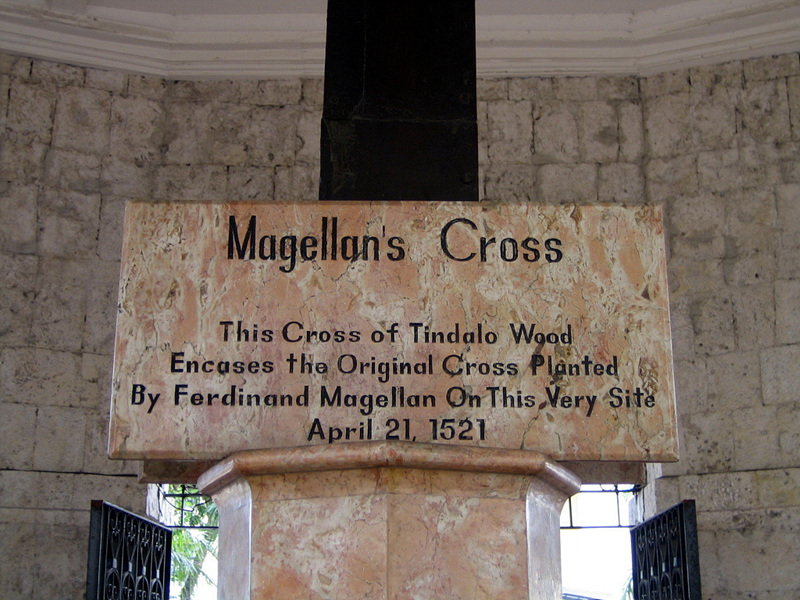 Magellan's Cross
This Cross of Tindalo Wood
Encases the Original Cross Planted
By Ferdinand Magellan On This Very Site
April 21, 1521